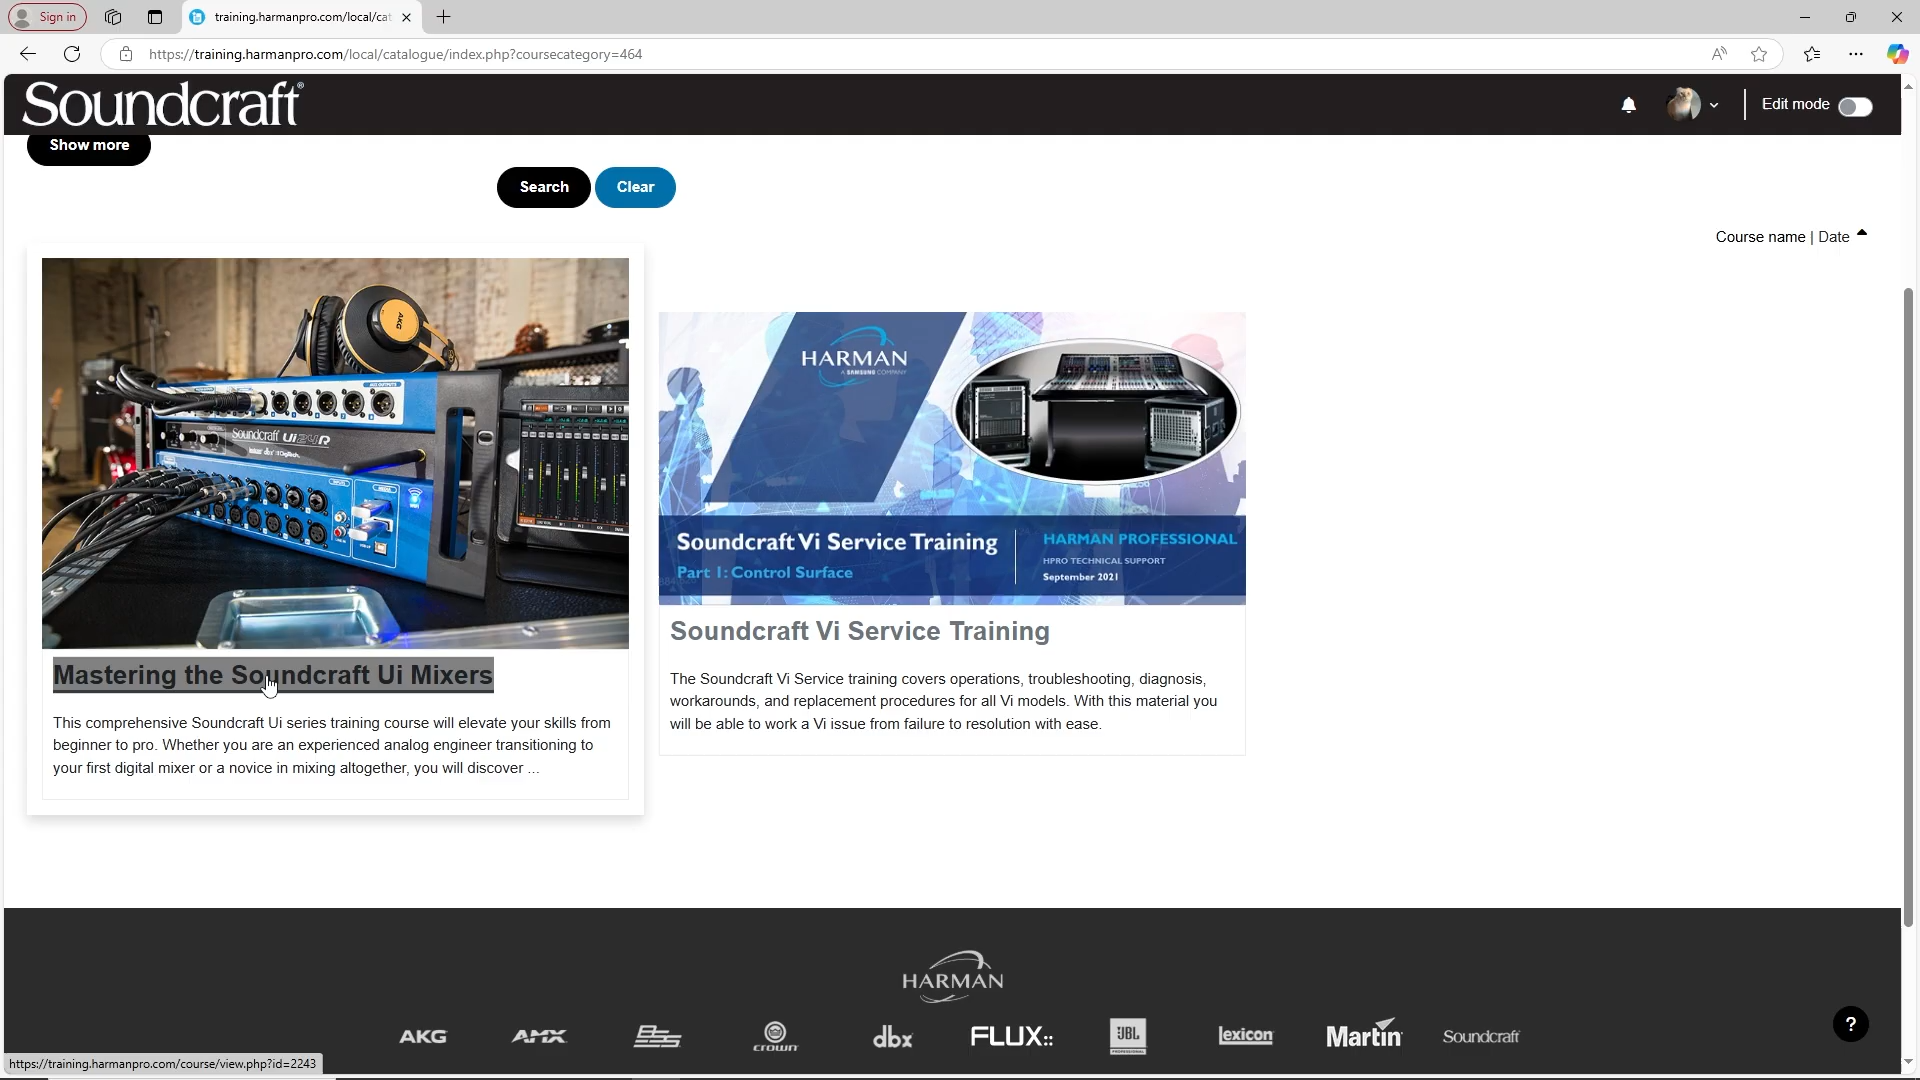 Sign in
training.harmanpro.com/local/cat
https://training.harmanpro.com/local/catalogue/index.php?coursecategory=464
Soundcraft®
Edit mode
Show more
Search
Clear
Course name | Date
AKG
Soundcraft Ui24R
HARMAN
A SAMSUNG COMPANY
Soundcraft Vi Service Training
Part 1: Control Surface
HARMAN PROFESSIONAL
HPRO TECHNICAL SUPPORT
September 2021
Mastering the Soundcraft Ui Mixers
This comprehensive Soundcraft Ui series training course will elevate your skills from
beginner to pro. Whether you are an experienced analog engineer transitioning to
your first digital mixer or a novice in mixing altogether, you will discover ...
Soundcraft Vi Service Training
The Soundcraft Vi Service training covers operations, troubleshooting, diagnosis,
workarounds, and replacement procedures for all Vi models. With this material you
will be able to work a Vi issue from failure to resolution with ease.
HARMAN
AKG
AMX
BSS
crown
dbx
FLUX::
JBL
PROFESSIONAL
lexicon
Martin
Soundcraft
?
https://training.harmanpro.com/course/view.php?id=2243